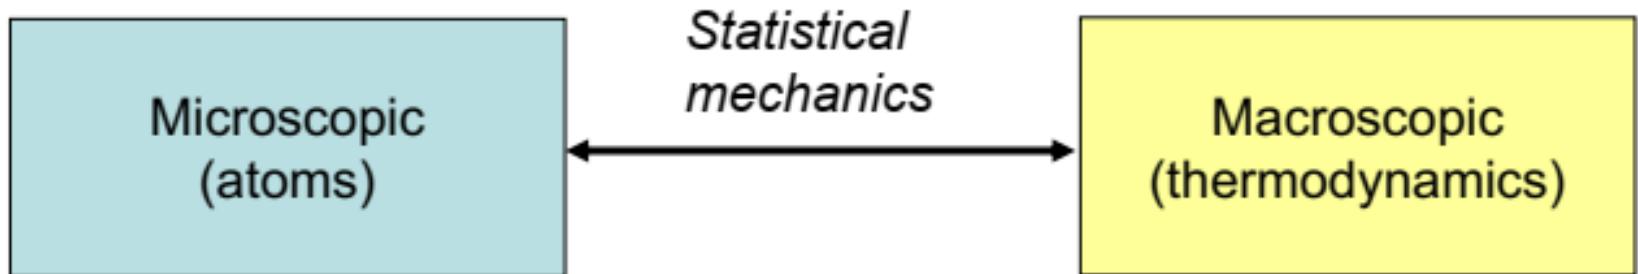 Microscopic
(atoms)
Statistical
mechanics
Macroscopic
(thermodynamics)